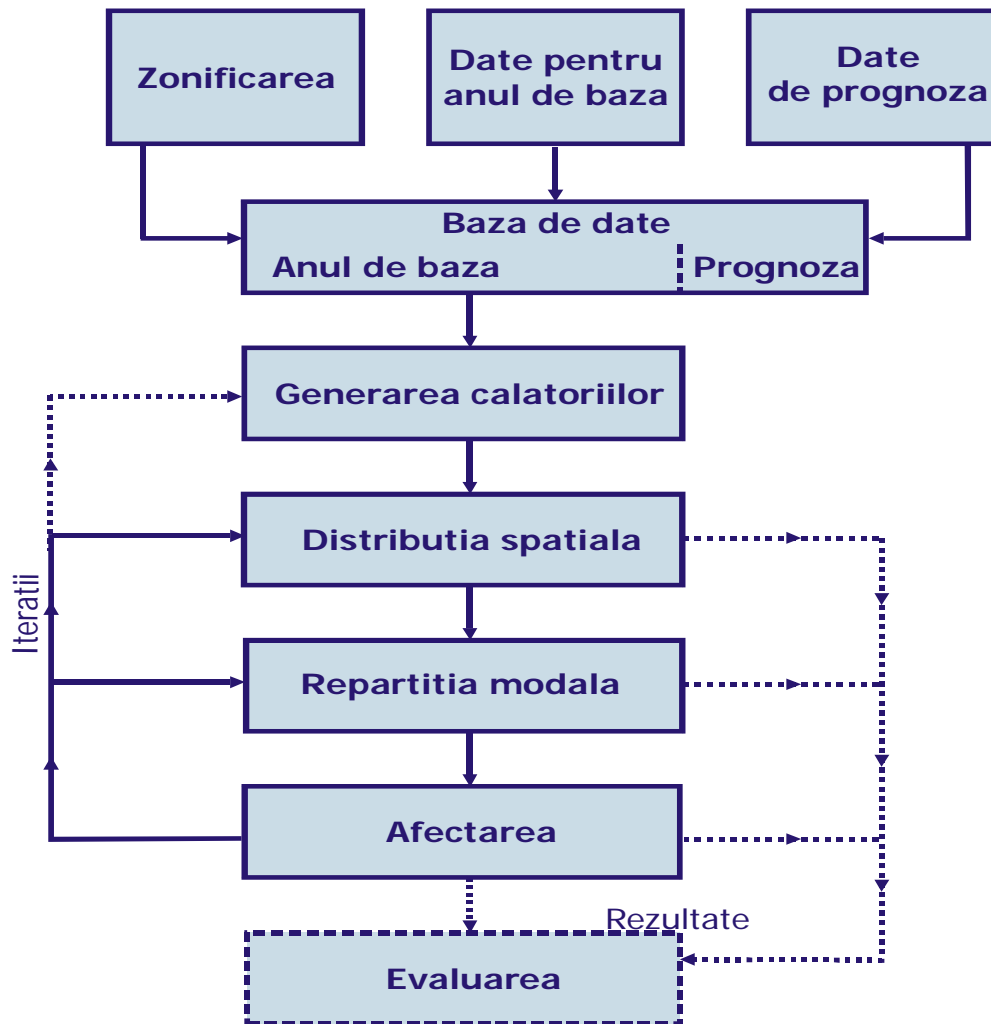 Zonificarea
Date pentru
anul de baza
Date
de prognoza
Baza de date
Anul de baza
Prognoza
Generarea calatoriilor
Distributia spatiala
Iteratii
Repartitia modala
Afectarea
Rezultate
Evaluarea